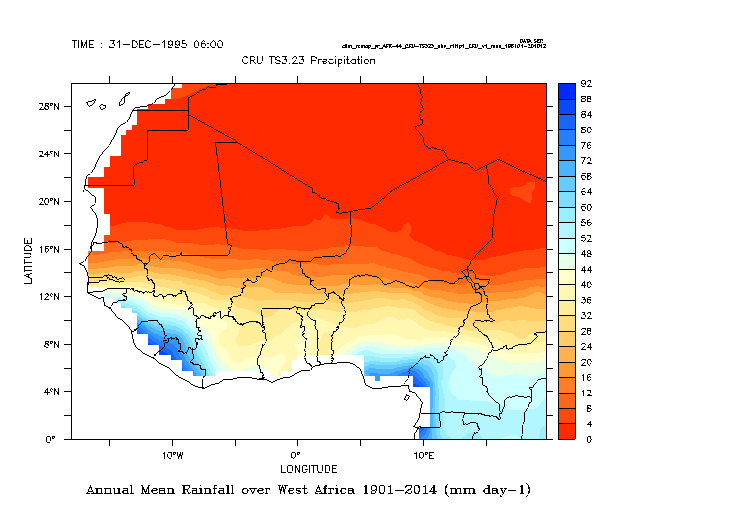 TIME : 31-DEC-1995 06:00
DATA SET:
CRU TS3.23 Precipitation
28°N
24°N
20°N
16°N
12°N
8°N
4°N
0°
LATITUDE
10°W
0°
10°E
LONGITUDE
92
88
84
80
76
72
68
64
60
56
52
48
44
40
36
32
28
24
20
16
12
8
4
0
Annual Mean Rainfall over West Africa 1901-2014 (mm day-1)